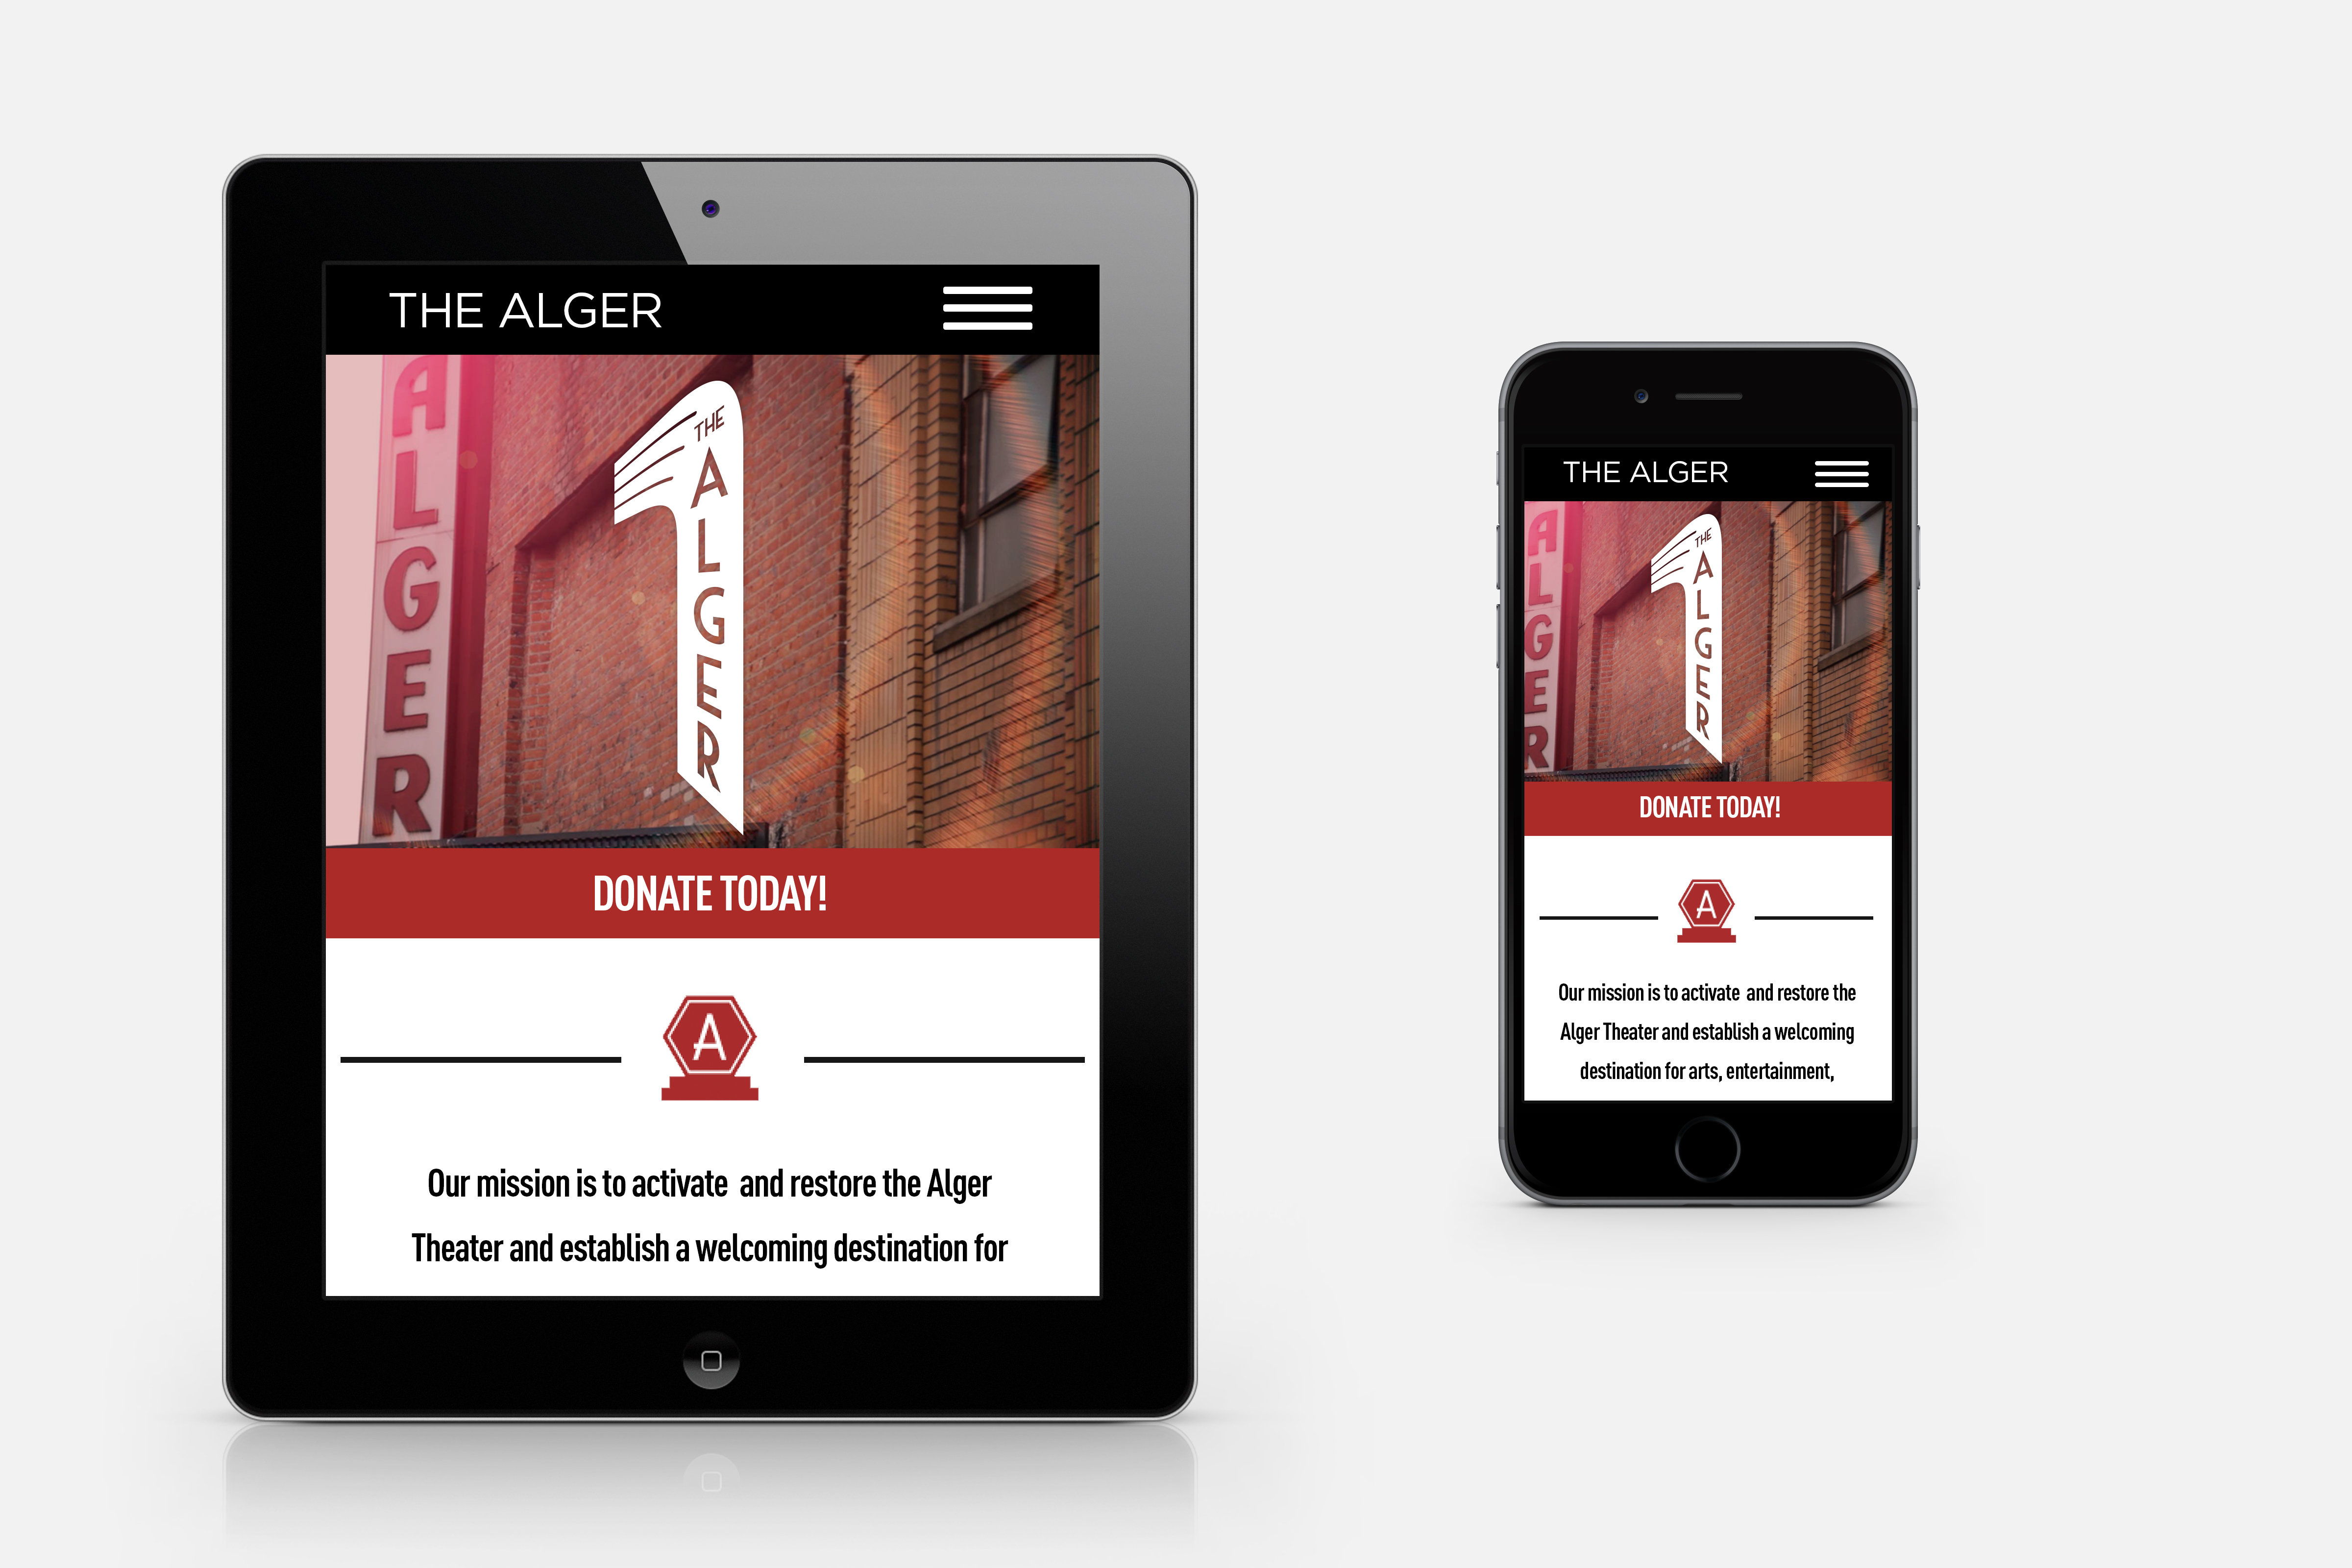 THE ALGER
ALGER
THE ALGER
DONATE TODAY!
A
Our mission is to activate  and restore the Alger
Theater and establish a welcoming destination for
THE ALGER
ALGER
THE ALGER
DONATE TODAY!
A
Our mission is to activate  and restore the
Alger Theater and establish a welcoming
destination for arts, entertainment,